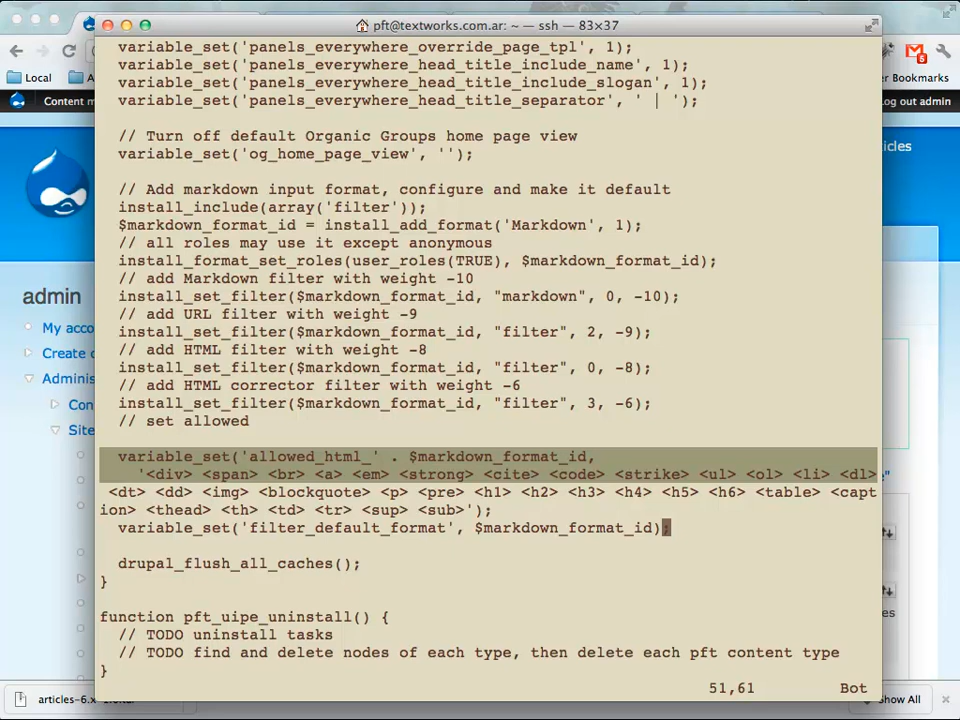 pft@textworks.com.ar: ~ — ssh — 83×37
Local
5
r Bookmarks
Content m
og out admin
icles
admin
My acco
Create c
Adminis
Con
Site
variable_set('panels_everywhere_override_page_tpl', 1);
variable_set('panels_everywhere_head_title_include_name', 1);
variable_set('panels_everywhere_head_title_include_slogan', 1);
variable_set('panels_everywhere_head_title_separator', ' | ');
// Turn off default Organic Groups home page view
variable_set('og_home_page_view', '');
// Add markdown input format, configure and make it default
install_include(array('filter'));
$markdown_format_id = install_add_format('Markdown', 1);
// all roles may use it except anonymous
install_format_set_roles(user_roles(TRUE), $markdown_format_id);
// add Markdown filter with weight -10
install_set_filter($markdown_format_id, "markdown", 0, -10);
// add URL filter with weight -9
install_set_filter($markdown_format_id, "filter", 2, -9);
// add HTML filter with weight -8
install_set_filter($markdown_format_id, "filter", 0, -8);
// add HTML corrector filter with weight -6
install_set_filter($markdown_format_id, "filter", 3, -6);
// set allowed
variable_set('allowed_html_' . $markdown_format_id,
'<div> <span> <br> <a> <em> <strong> <cite> <code> <strike> <ul> <ol> <li> <dl>
<dt> <dd> <img> <blockquote> <p> <pre> <h1> <h2> <h3> <h4> <h5> <h6> <table> <capt
ion> <thead> <th> <td> <tr> <sup> <sub>');
variable_set('filter_default_format', $markdown_format_id);
drupal_flush_all_caches();
}
function pft_uipe_uninstall() {
// TODO uninstall tasks
// TODO find and delete nodes of each type, then delete each pft content type
}
51,61 Bot
es
articles-6.x
Show All